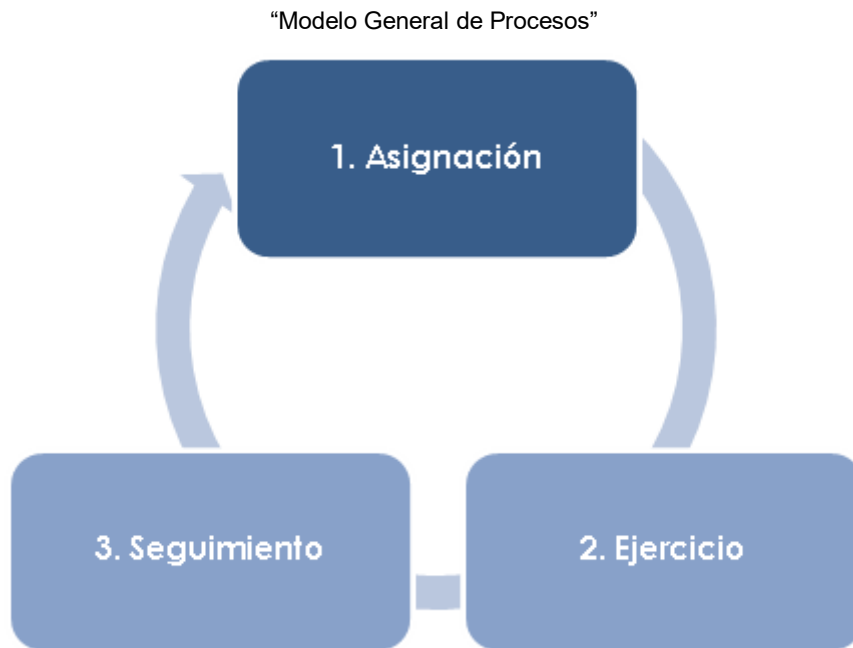 “Modelo General de Procesos”
1. Asignación
3. Seguimiento
2. Ejercicio